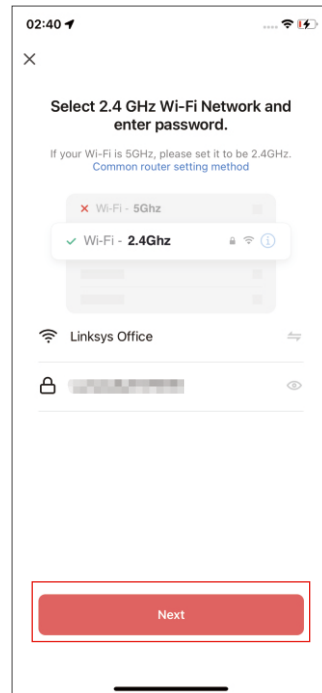 02:40
Select 2.4 GHz Wi-Fi Network and
enter password.
If your Wi-Fi is 5GHz, please set it to be 2.4GHz.
Common router setting method
Wi-Fi - 5Ghz
Wi-Fi - 2.4Ghz
Linksys Office
Next